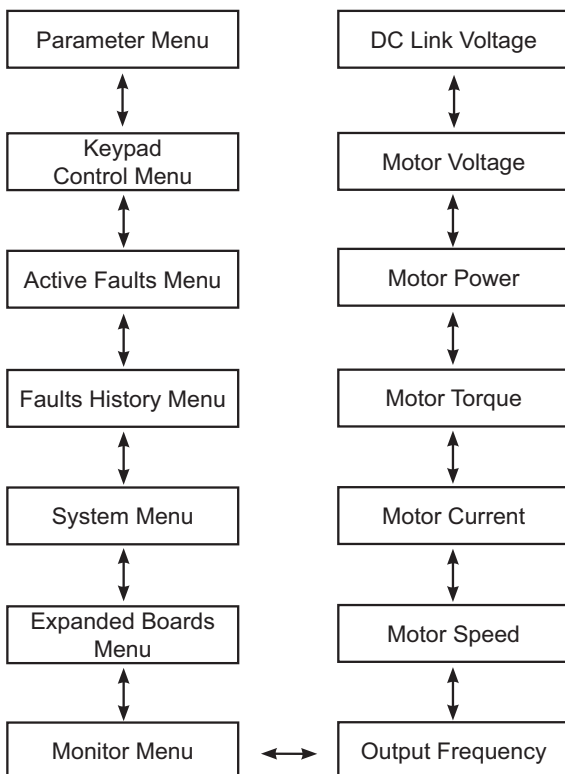 Parameter Menu
Keypad
Control Menu
Active Faults Menu
Faults History Menu
System Menu
Expanded Boards
Menu
Monitor Menu
DC Link Voltage
Motor Voltage
Motor Power
Motor Torque
Motor Current
Motor Speed
Output Frequency